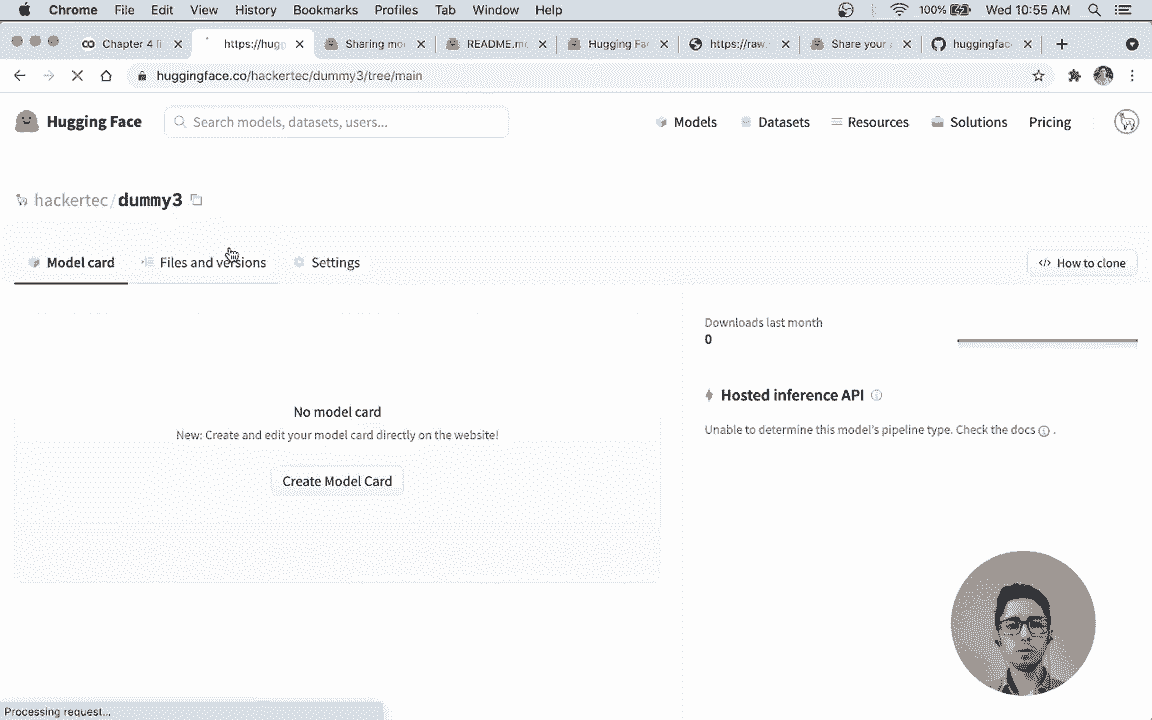 Chrome File Edit View History Bookmarks Profiles Tab Window Help 100% Wed 10:55 AM
Chapter 4 li https://hugg Sharing mo README.m Hugging Fa https://raw. Share your huggingfac
huggingface.co/hackertec/dummy3/tree/main
Hugging Face Search models, datasets, users... Models Datasets Resources Solutions Pricing
hackertec/dummy3
Model card Files and versions Settings </> How to clone
Downloads last month
0
Hosted inference API
Unable to determine this model's pipeline type. Check the docs .
No model card
New: Create and edit your model card directly on the website!
Create Model Card
Processing request...